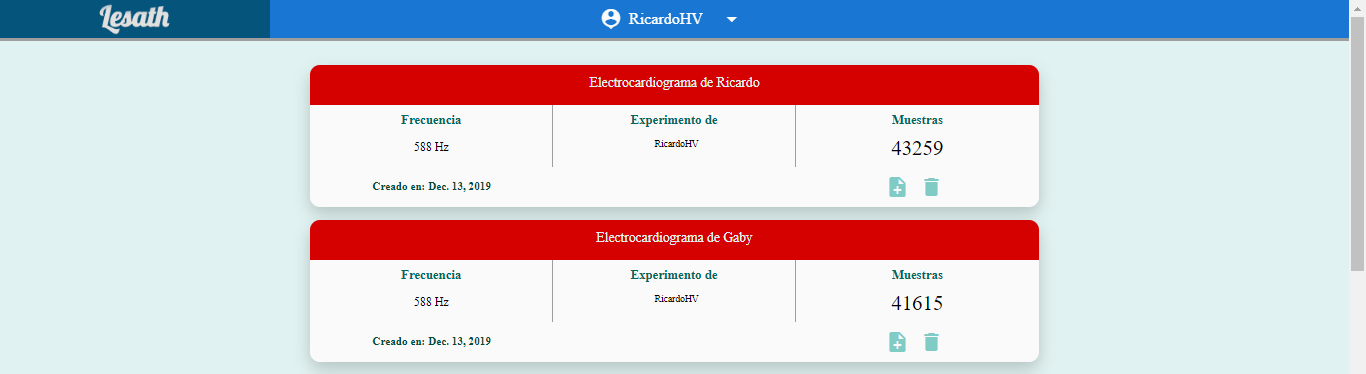 Lesath
RicardoHV
Electrocardiograma de Ricardo
Frecuencia
Experimento de
Muestras
588 Hz
RicardoHV
43259
Creado en: Dec. 13, 2019
Electrocardiograma de Gaby
Frecuencia
Experimento de
Muestras
588 Hz
RicardoHV
41615
Creado en: Dec. 13, 2019